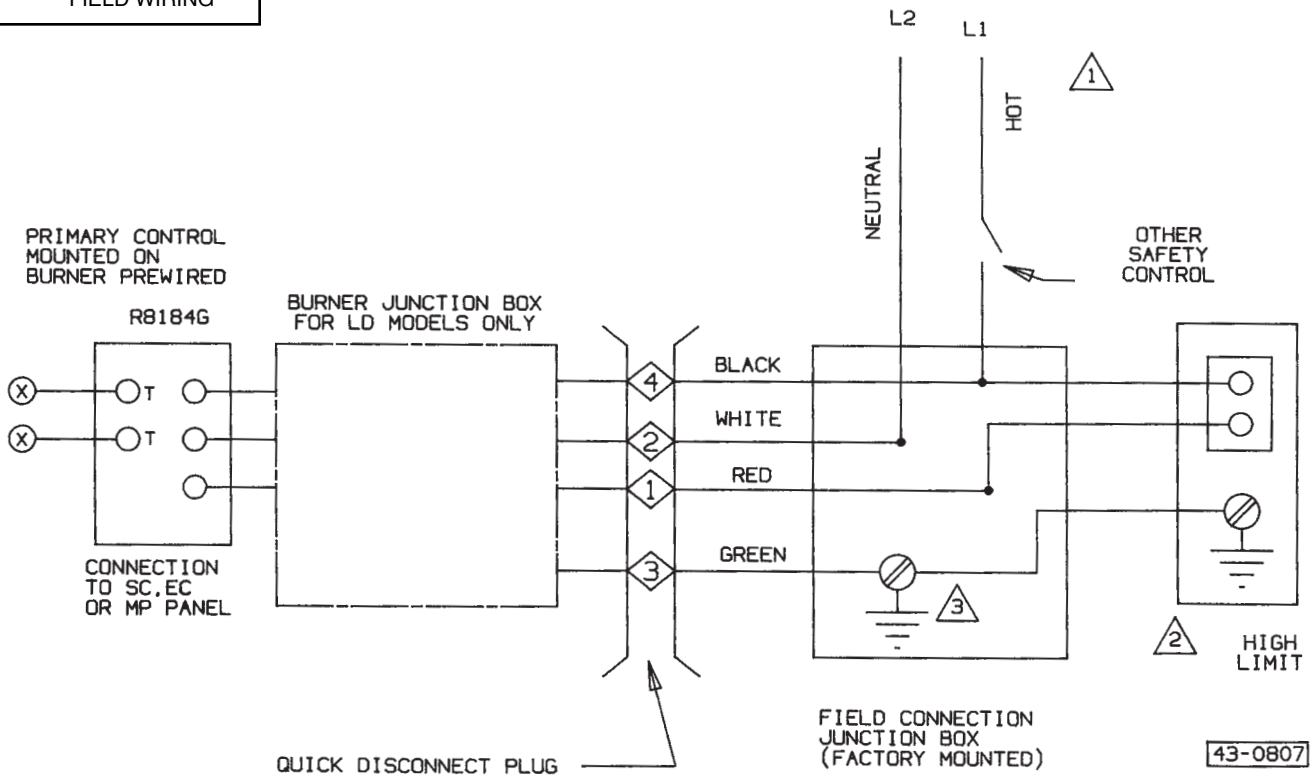 FIELD WIRING
L2
L1
1
HOT
NEUTRAL
OTHER
SAFETY
CONTROL
PRIMARY CONTROL
MOUNTED ON
BURNER PREWIRED
R8184G
BURNER JUNCTION BOX
FOR LD MODELS ONLY
X T
X T
4 BLACK
2 WHITE
1 RED
3 GREEN
CONNECTION
TO SC,EC
OR MP PANEL
3
2
HIGH
LIMIT
FIELD CONNECTION
JUNCTION BOX
(FACTORY MOUNTED)
QUICK DISCONNECT PLUG
43-0807